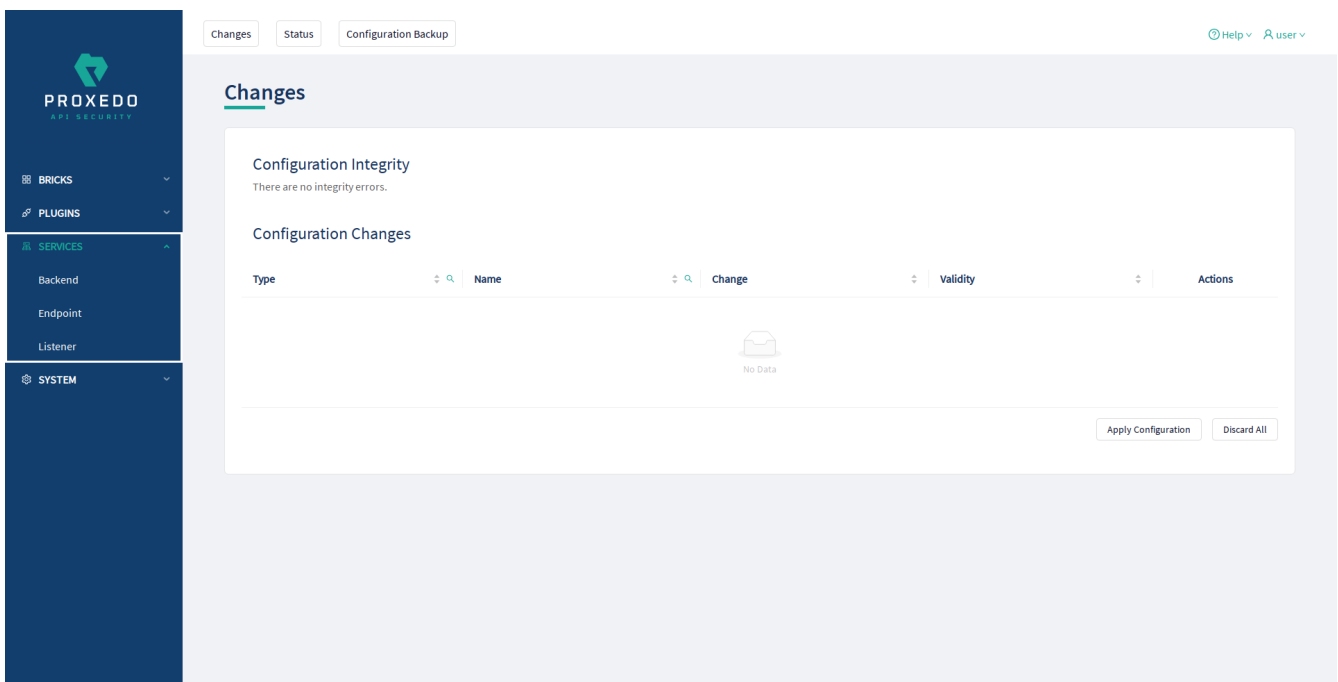 Changes Status Configuration Backup Help user
PROXEDO
API SECURITY
Changes
BRICKS
PLUGINS
SERVICES
Backend
Endpoint
Listener
SYSTEM
Configuration Integrity
There are no integrity errors.
Configuration Changes
Type Name Change Validity Actions
No Data
Apply Configuration Discard All